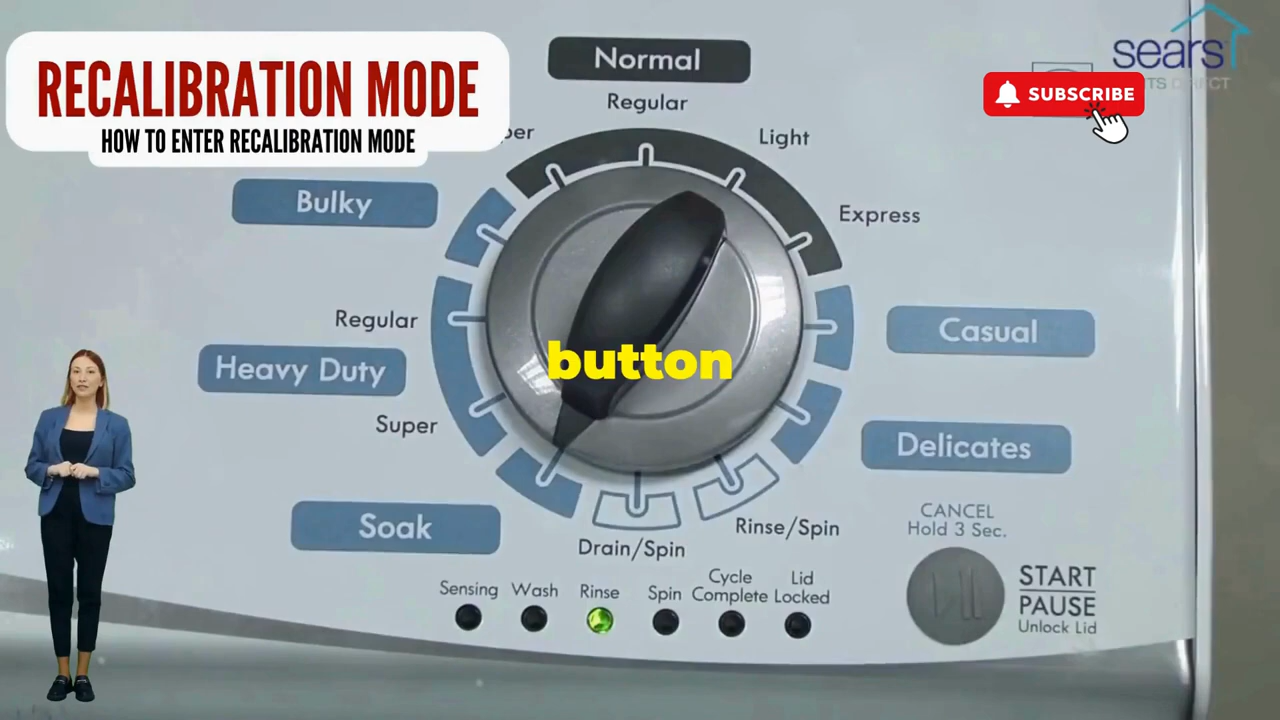 RECALIBRATION MODE
HOW TO ENTER RECALIBRATION MODE
sears
SUBSCRIBE
Normal
Regular
Light
Express
Bulky
Regular
Heavy Duty
Super
button
Casual
Delicates
Soak
Drain/Spin
Rinse/Spin
CANCEL
Hold 3 Sec.
START
PAUSE
Unlock Lid
Sensing
Wash
Rinse
Spin
Cycle
Complete
Lid
Locked